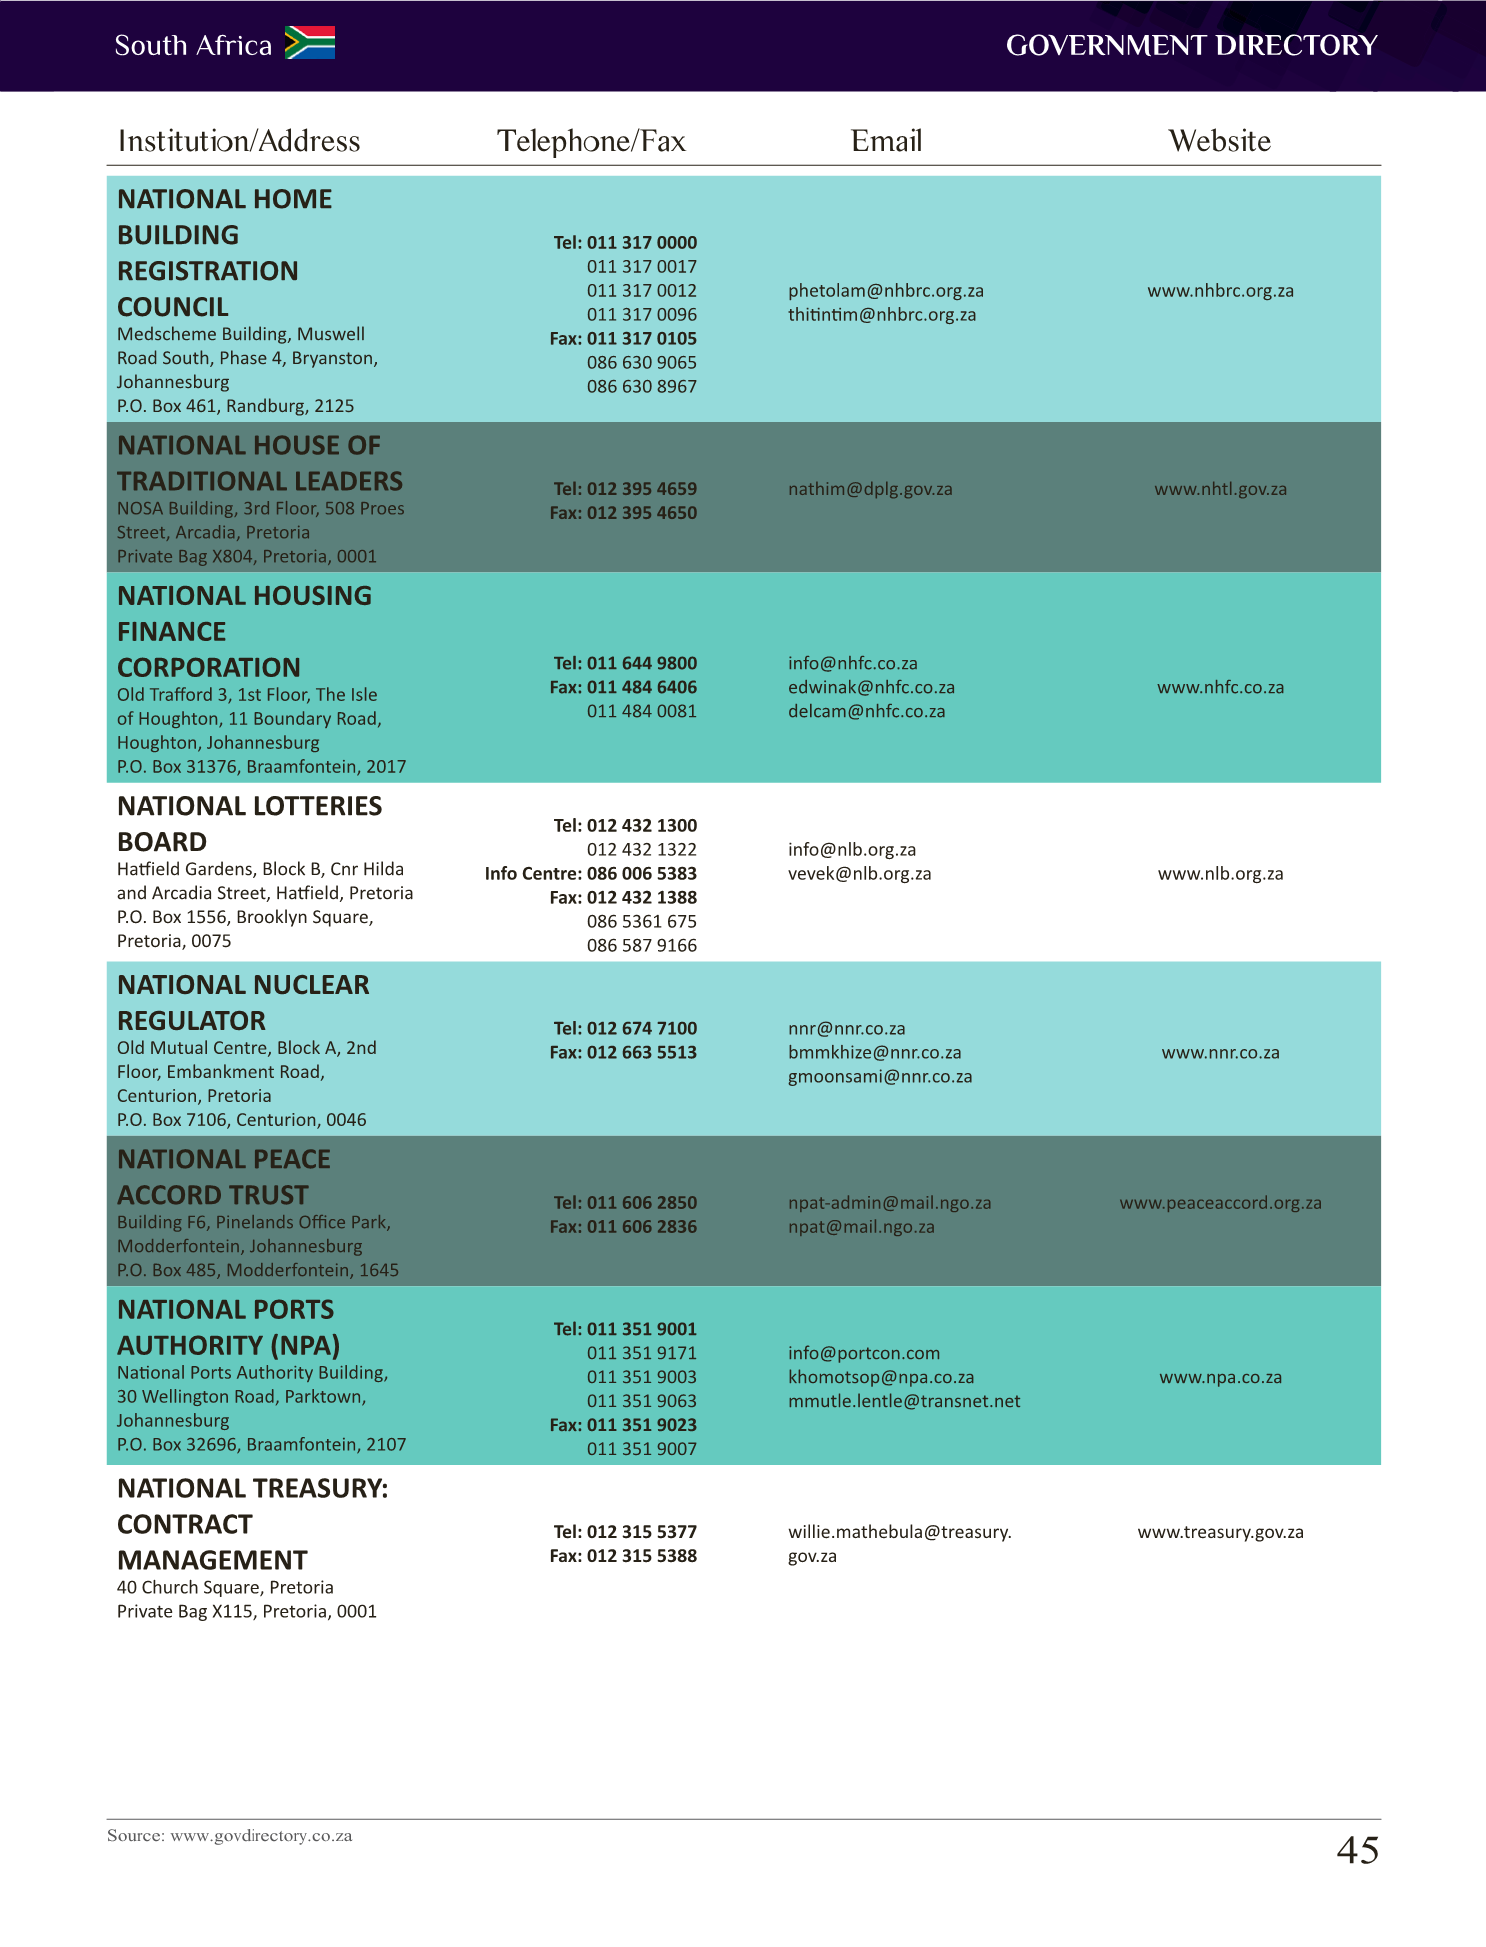 South Africa
GOVERNMENT DIRECTORY
Institution/Address
Telephone/Fax
Email
Website
NATIONAL HOME
BUILDING
REGISTRATION
COUNCIL
Medscheme Building, Muswell
Road South, Phase 4, Bryanston,
Johannesburg
P.O. Box 461, Randburg, 2125
Tel: 011 317 0000
011 317 0017
011 317 0012
011 317 0096
Fax: 011 317 0105
086 630 9065
086 630 8967
phetolam@nhbrc.org.za
thitintim@nhbrc.org.za
www.nhbrc.org.za
NATIONAL HOUSE OF
TRADITIONAL LEADERS
NOSA Building, 3rd Floor, 508 Proes
Street, Arcadia, Pretoria
Private Bag X804, Pretoria, 0001
Tel: 012 395 4659
Fax: 012 395 4650
nathim@dplg.gov.za
www.nhtl.gov.za
NATIONAL HOUSING
FINANCE
CORPORATION
Old Trafford 3, 1st Floor, The Isle
of Houghton, 11 Boundary Road,
Houghton, Johannesburg
P.O. Box 31376, Braamfontein, 2017
Tel: 011 644 9800
Fax: 011 484 6406
011 484 0081
info@nhfc.co.za
edwinak@nhfc.co.za
delcam@nhfc.co.za
www.nhfc.co.za
NATIONAL LOTTERIES
BOARD
Hatfield Gardens, Block B, Cnr Hilda
and Arcadia Street, Hatfield, Pretoria
P.O. Box 1556, Brooklyn Square,
Pretoria, 0075
Tel: 012 432 1300
012 432 1322
Info Centre: 086 006 5383
Fax: 012 432 1388
086 5361 675
086 587 9166
info@nlb.org.za
vevek@nlb.org.za
www.nlb.org.za
NATIONAL NUCLEAR
REGULATOR
Old Mutual Centre, Block A, 2nd
Floor, Embankment Road,
Centurion, Pretoria
P.O. Box 7106, Centurion, 0046
Tel: 012 674 7100
Fax: 012 663 5513
nnr@nnr.co.za
bmmkhize@nnr.co.za
gmoonsami@nnr.co.za
www.nnr.co.za
NATIONAL PEACE
ACCORD TRUST
Building F6, Pinelands Office Park,
Modderfontein, Johannesburg
P.O. Box 485, Modderfontein, 1645
Tel: 011 606 2850
Fax: 011 606 2836
npat-admin@mail.ngo.za
npat@mail.ngo.za
www.peaceaccord.org.za
NATIONAL PORTS
AUTHORITY (NPA)
National Ports Authority Building,
30 Wellington Road, Parktown,
Johannesburg
P.O. Box 32696, Braamfontein, 2107
Tel: 011 351 9001
011 351 9171
011 351 9003
011 351 9063
Fax: 011 351 9023
011 351 9007
info@portcon.com
khomotsop@npa.co.za
mmutle.lentle@transnet.net
www.npa.co.za
NATIONAL TREASURY:
CONTRACT
MANAGEMENT
40 Church Square, Pretoria
Private Bag X115, Pretoria, 0001
Tel: 012 315 5377
Fax: 012 315 5388
willie.mathebula@treasury.
gov.za
www.treasury.gov.za
Source: www.govdirectory.co.za
45